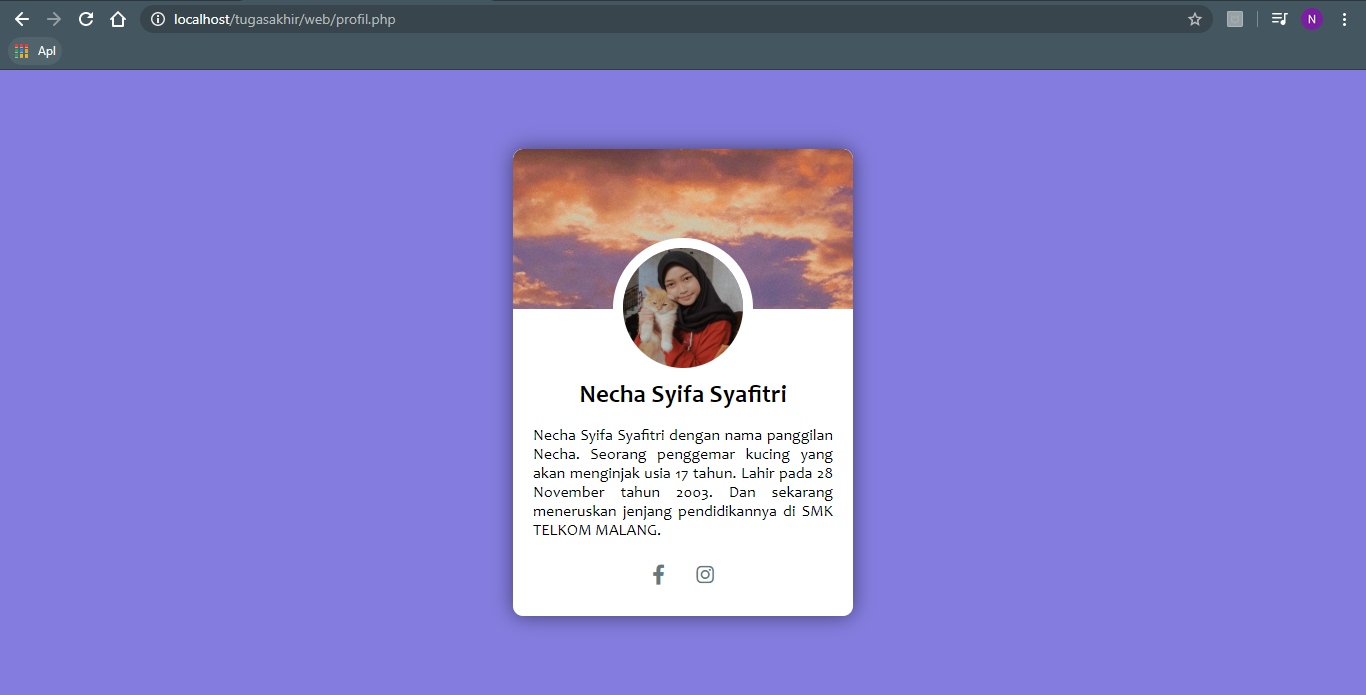 localhost/tugasakhir/web/profil.php
N
Apl
Necha Syifa Syafitri
Necha Syifa Syafitri dengan nama panggilan
Necha. Seorang penggemar kucing yang
akan menginjak usia 17 tahun. Lahir pada 28
November tahun 2003. Dan sekarang
meneruskan jenjang pendidikannya di SMK
TELKOM MALANG.